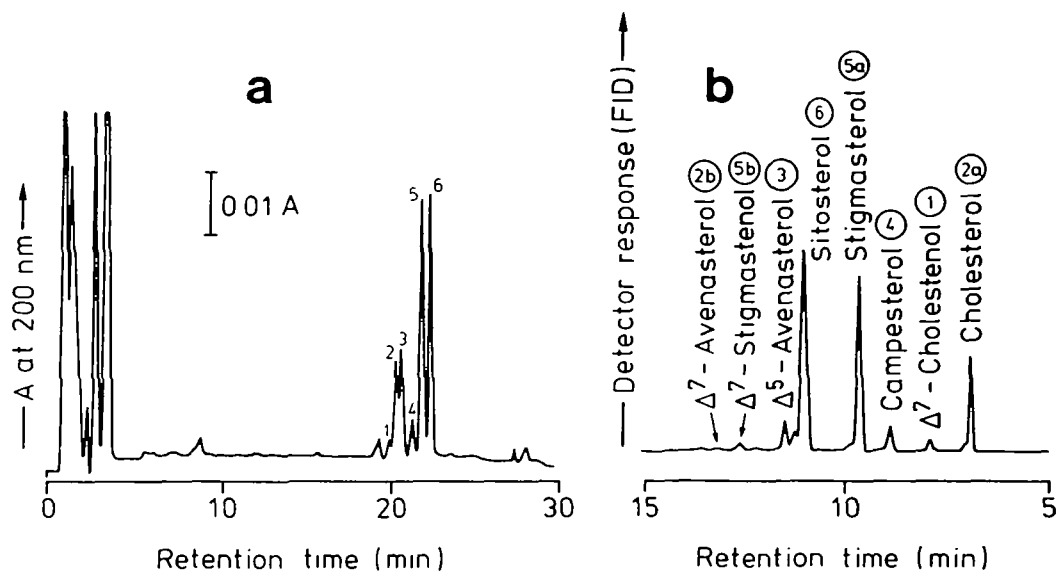 a
A at 200 nm
0 01 A
1
2
3
4
5
6
0
10
20
30
Retention time (min)
b
Detector response (FID)
Δ⁷-Avenasterol 2b
Δ⁷-Stigmastenol 5b
Δ⁵-Avenasterol 3
Sitosterol 6
Stigmasterol 5a
Campesterol 4
Δ⁷-Cholestenol 1
Cholesterol 2a
15
10
5
Retention time (min)